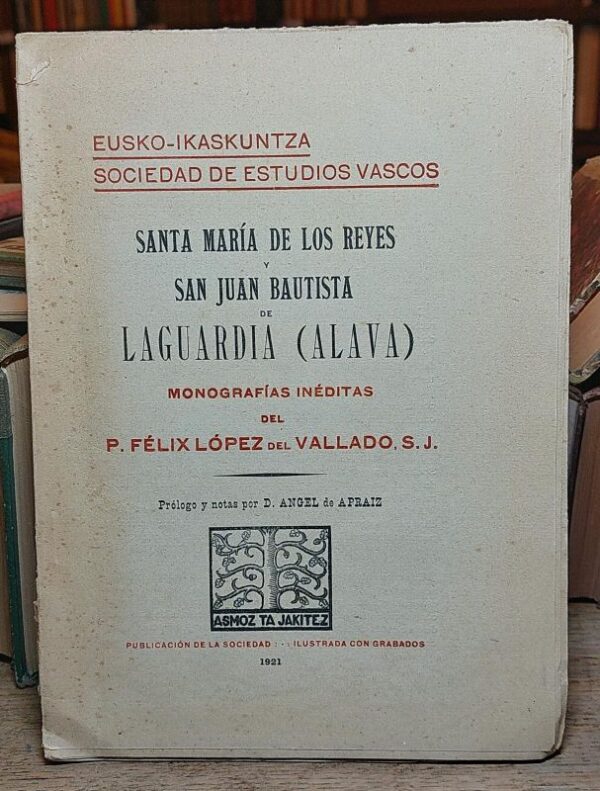 EUSKO-IKASKUNTZA
SOCIEDAD DE ESTUDIOS VASCOS
SANTA MARÍA DE LOS REYES
Y
SAN JUAN BAUTISTA
DE
LAGUARDIA (ALAVA)
MONOGRAFÍAS INÉDITAS
DEL
P. FÉLIX LÓPEZ DEL VALLADO, S. J.
Prólogo y notas por D. ANGEL de APRAIZ
ASMOZ TA JAKITEZ
PUBLICACIÓN DE LA SOCIEDAD : - : ILUSTRADA CON GRABADOS
1921